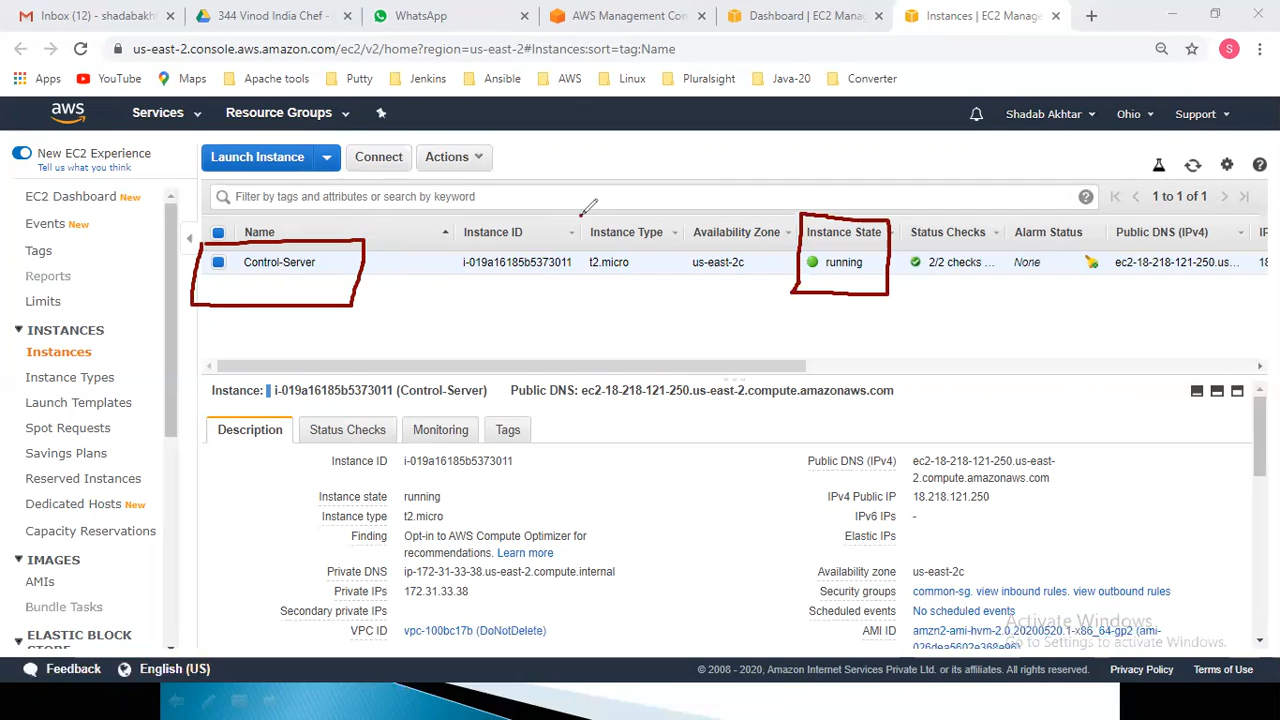 Inbox (12) - shadabakh
344 Vinod India Chef -
WhatsApp
AWS Management Con
Dashboard | EC2 Manag
Instances | EC2 Manage
us-east-2.console.aws.amazon.com/ec2/v2/home?region=us-east-2#Instances:sort=tag:Name
S
Apps YouTube Maps Apache tools Putty Jenkins Ansible AWS Linux Pluralsight Java-20 Converter
aws Services Resource Groups Shadab Akhtar Ohio Support
New EC2 Experience
Tell us what you think
EC2 Dashboard New
Events New
Tags
Reports
Limits
INSTANCES
Instances
Instance Types
Launch Templates
Spot Requests
Savings Plans
Reserved Instances
Dedicated Hosts New
Capacity Reservations
IMAGES
AMIs
Bundle Tasks
ELASTIC BLOCK
STORE
Launch Instance Connect Actions
Filter by tags and attributes or search by keyword
1 to 1 of 1
Name Instance ID Instance Type Availability Zone Instance State Status Checks Alarm Status Public DNS (IPv4) IP
Control-Server i-019a16185b5373011 t2.micro us-east-2c running 2/2 checks ... None ec2-18-218-121-250.us... 18
Instance: i-019a16185b5373011 (Control-Server) Public DNS: ec2-18-218-121-250.us-east-2.compute.amazonaws.com
Description Status Checks Monitoring Tags
Instance ID i-019a16185b5373011
Instance state running
Instance type t2.micro
Finding Opt-in to AWS Compute Optimizer for
recommendations. Learn more
Private DNS ip-172-31-33-38.us-east-2.compute.internal
Private IPs 172.31.33.38
Secondary private IPs
VPC ID vpc-100bc17b (DoNotDelete)
Public DNS (IPv4) ec2-18-218-121-250.us-east-
2.compute.amazonaws.com
IPv4 Public IP 18.218.121.250
IPv6 IPs -
Elastic IPs
Availability zone us-east-2c
Security groups common-sg. view inbound rules. view outbound rules
Scheduled events No scheduled events
AMI ID amzn2-ami-hvm-2.0.20200520.1-x86_64-gp2 (ami-
026dea5602e368e96)
Activate Windows
Go to Settings to activate Windows.
Feedback English (US) © 2008 - 2020, Amazon Internet Services Private Ltd. or its affiliates. All rights reserved. Privacy Policy Terms of Use